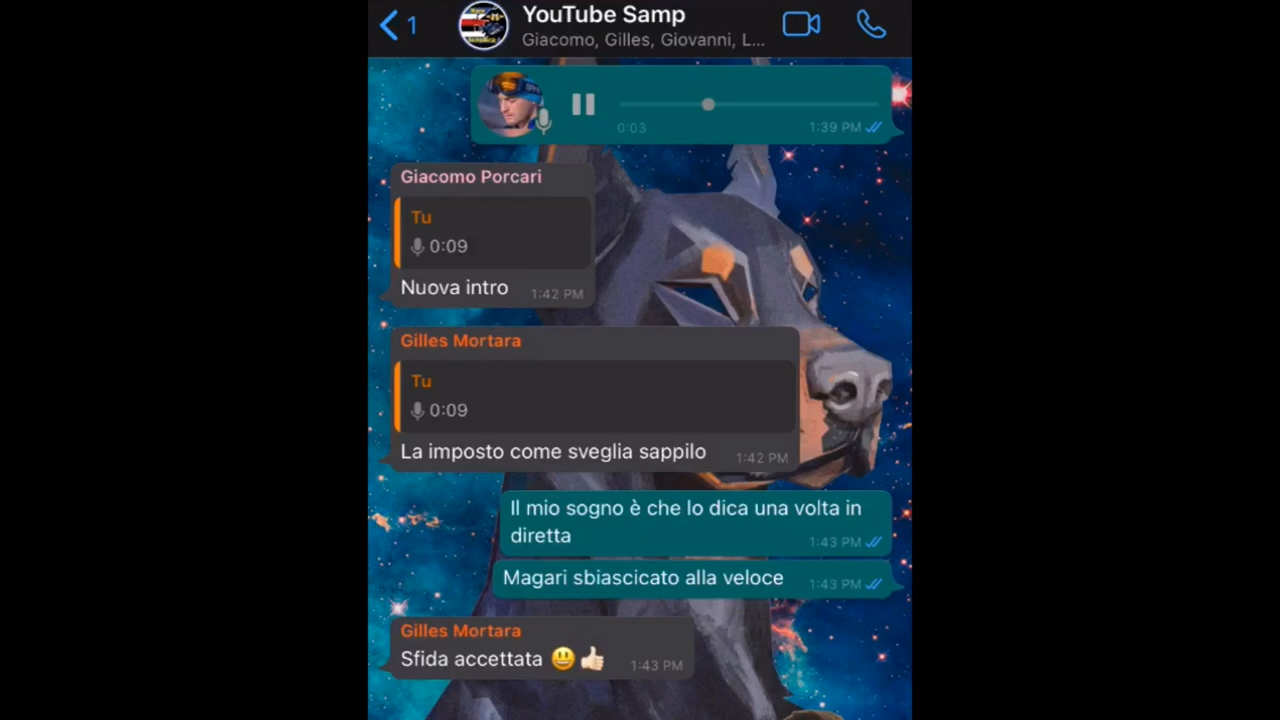 1
YouTube Samp
Giacomo, Gilles, Giovanni, L...
0:03
1:39 PM
Giacomo Porcari
Tu
0:09
Nuova intro
1:42 PM
Gilles Mortara
Tu
0:09
La imposto come sveglia sappilo
1:42 PM
Il mio sogno è che lo dica una volta in
diretta
1:43 PM
Magari sbiascicato alla veloce
1:43 PM
Gilles Mortara
Sfida accettata 😃👍🏻
1:43 PM